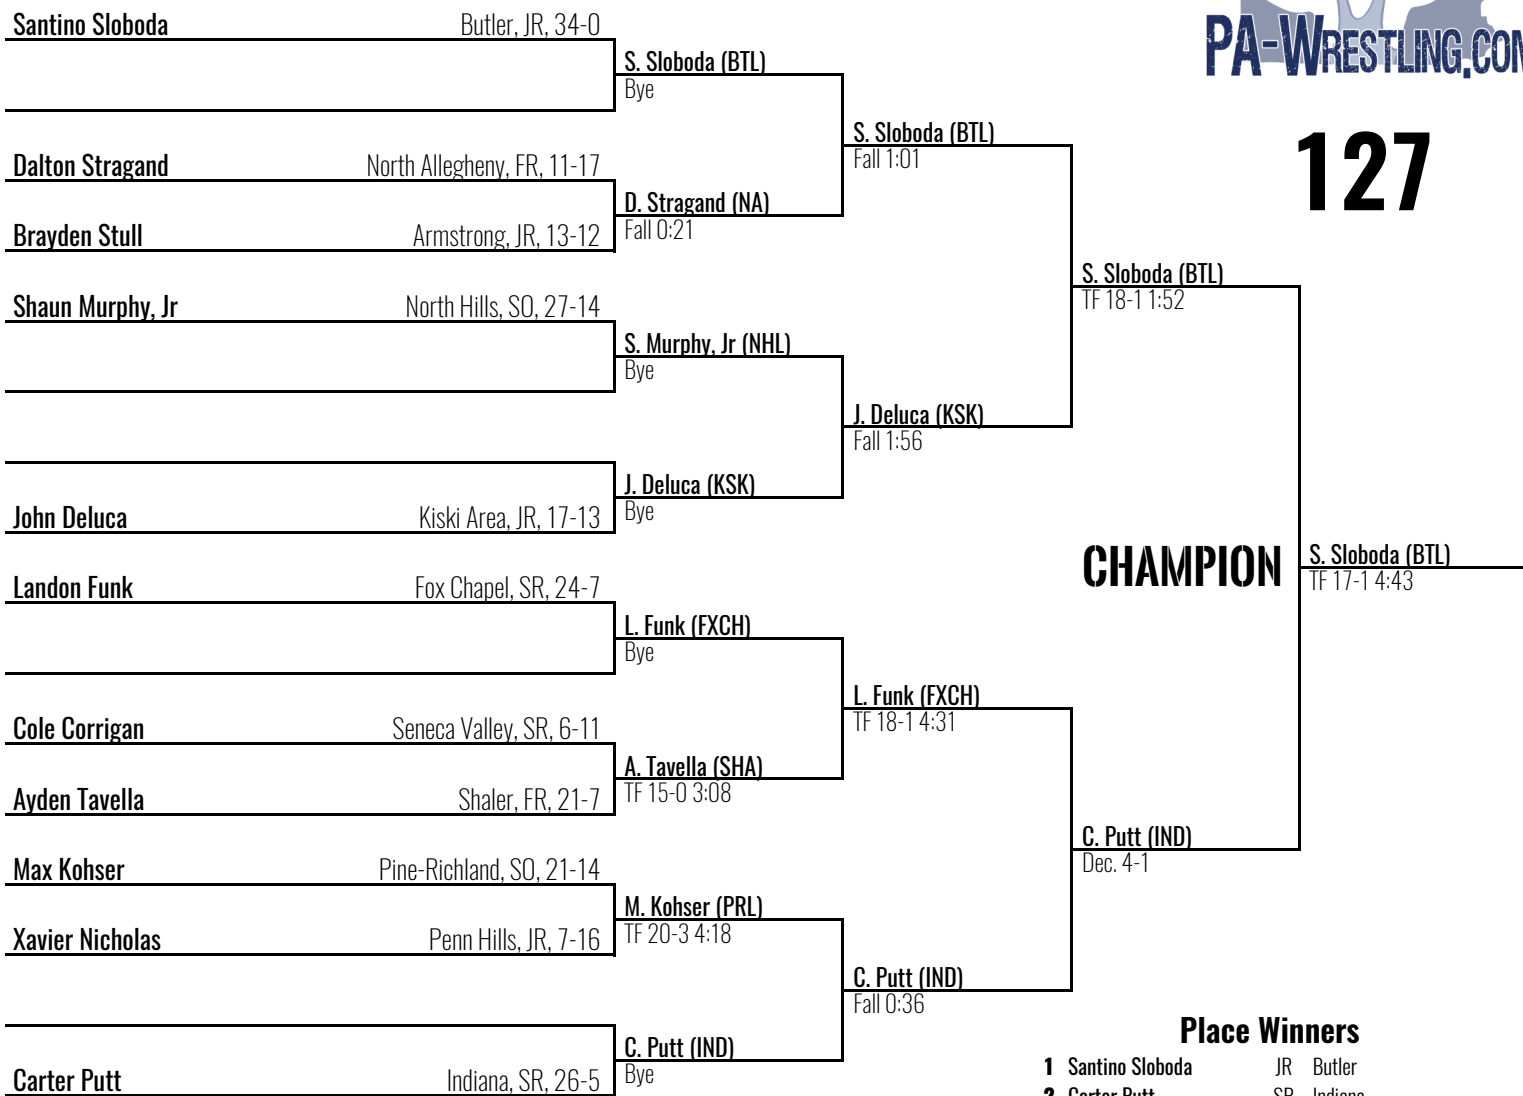 Santino Sloboda Butler, JR, 34-0
S. Sloboda (BTL)
Bye
Dalton Stragand North Allegheny, FR, 11-17
Brayden Stull Armstrong, JR, 13-12
D. Stragand (NA)
Fall 0:21
S. Sloboda (BTL)
Fall 1:01
Shaun Murphy, Jr North Hills, SO, 27-14
S. Murphy, Jr (NHL)
Bye
John Deluca Kiski Area, JR, 17-13
J. Deluca (KSK)
Bye
J. Deluca (KSK)
Fall 1:56
S. Sloboda (BTL)
TF 18-1 1:52
Landon Funk Fox Chapel, SR, 24-7
L. Funk (FXCH)
Bye
Cole Corrigan Seneca Valley, SR, 6-11
Ayden Tavella Shaler, FR, 21-7
A. Tavella (SHA)
TF 15-0 3:08
L. Funk (FXCH)
TF 18-1 4:31
Max Kohser Pine-Richland, SO, 21-14
Xavier Nicholas Penn Hills, JR, 7-16
M. Kohser (PRL)
TF 20-3 4:18
Carter Putt Indiana, SR, 26-5
C. Putt (IND)
Bye
C. Putt (IND)
Fall 0:36
C. Putt (IND)
Dec. 4-1
CHAMPION
S. Sloboda (BTL)
TF 17-1 4:43
PA-WRESTLING.COM
127
Place Winners
1 Santino Sloboda JR Butler
2 Carter Putt SR Indiana